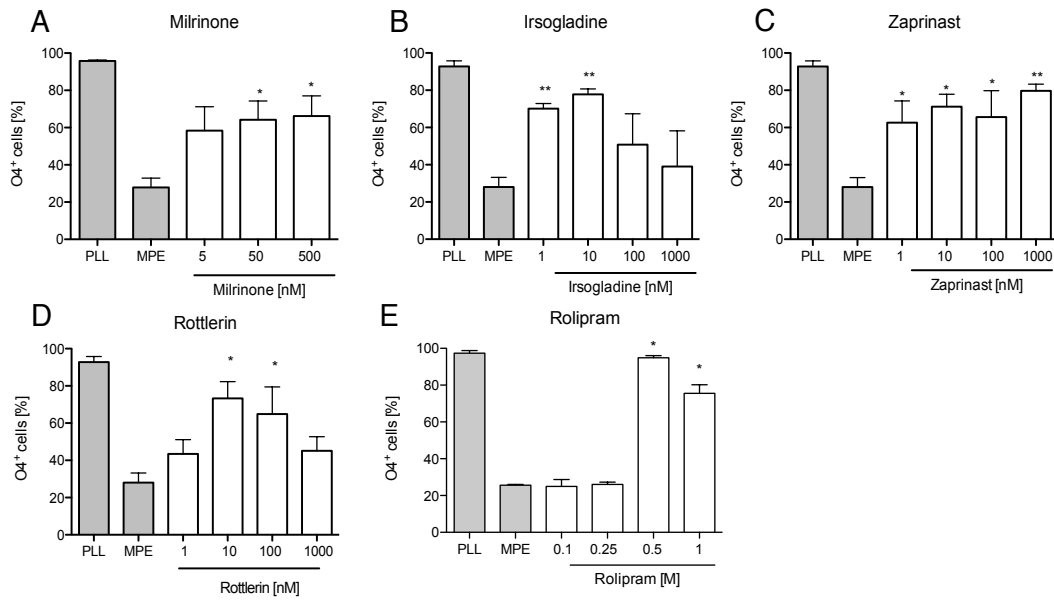 A
Milrinone
O4⁺ cells [%]
100
80
60
40
20
0
* *
PLL MPE 5 50 500
Milrinone [nM]
B
Irsogladine
O4⁺ cells [%]
100
80
60
40
20
0
** **
PLL MPE 1 10 100 1000
Irsogladine [nM]
C
Zaprinast
O4⁺ cells [%]
100
80
60
40
20
0
* * * **
PLL MPE 1 10 100 1000
Zaprinast [nM]
D
Rottlerin
O4⁺ cells [%]
100
80
60
40
20
0
* *
PLL MPE 1 10 100 1000
Rottlerin [nM]
E
Rolipram
O4⁺ cells [%]
100
80
60
40
20
0
* *
PLL MPE 0.1 0.25 0.5 1
Rolipram [M]